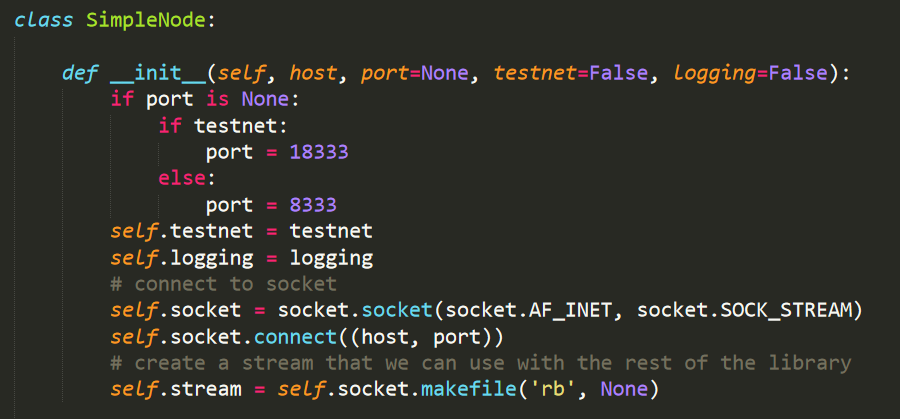 class SimpleNode:
def __init__(self, host, port=None, testnet=False, logging=False):
if port is None:
if testnet:
port = 18333
else:
port = 8333
self.testnet = testnet
self.logging = logging
# connect to socket
self.socket = socket.socket(socket.AF_INET, socket.SOCK_STREAM)
self.socket.connect((host, port))
# create a stream that we can use with the rest of the library
self.stream = self.socket.makefile('rb', None)